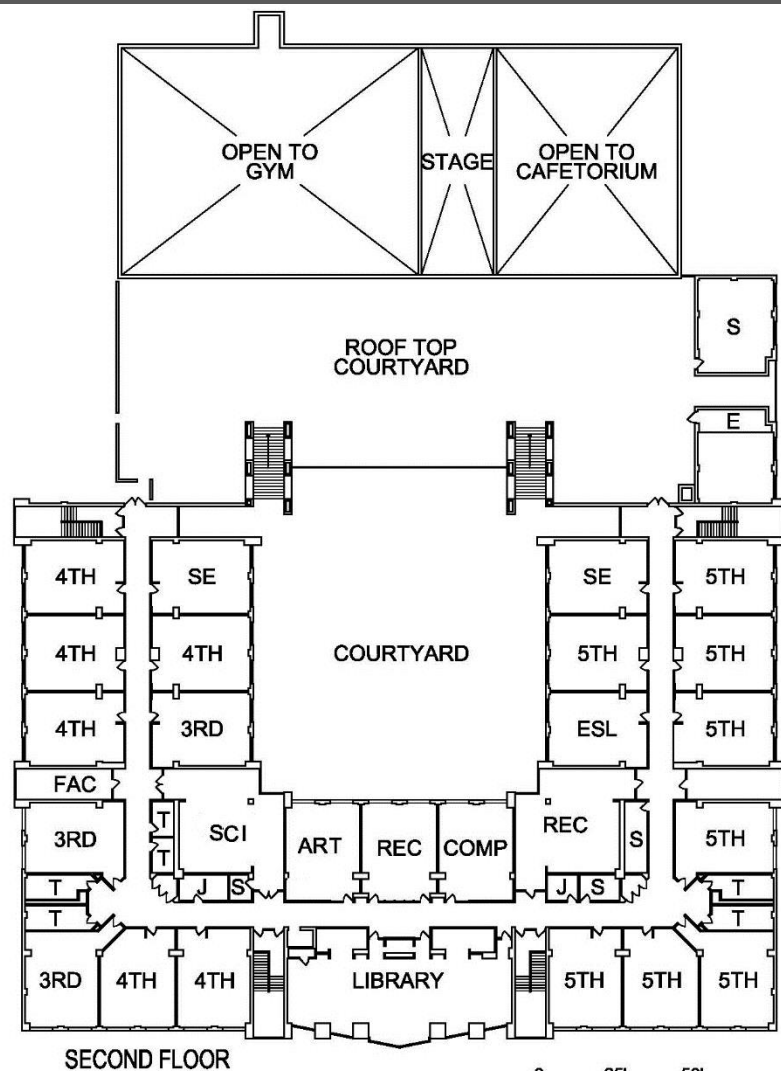 OPEN TO
GYM
STAGE
OPEN TO
CAFETORIUM
S
ROOF TOP
COURTYARD
E
4TH
SE
SE
5TH
4TH
4TH
COURTYARD
5TH
5TH
4TH
3RD
ESL
5TH
FAC
3RD
T
T
SCI
ART
REC
COMP
REC
S
5TH
T
J
S
J
S
T
T
T
3RD
4TH
4TH
LIBRARY
5TH
5TH
5TH
SECOND FLOOR